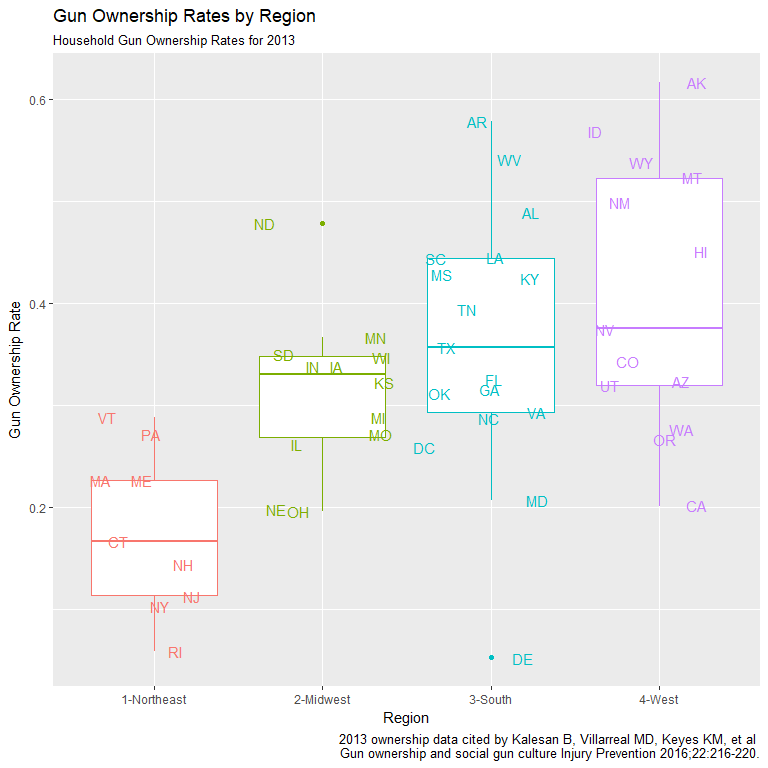 Gun Ownership Rates by Region
Household Gun Ownership Rates for 2013
Gun Ownership Rate
0.6
0.4
0.2
AK
AR
ID
WV
WY
MT
NM
AL
ND
HI
SC
LA
MS
KY
TN
NV
MN
TX
SD
WI
CO
IN
IA
KS
FL
AZ
UT
OK
GA
VT
MI
NC
VA
PA
MO
WA
OR
IL
DC
MA
ME
MD
CA
NE
OH
CT
NH
NJ
NY
RI
DE
1-Northeast
2-Midwest
3-South
4-West
Region
2013 ownership data cited by Kalesan B, Villarreal MD, Keyes KM, et al
Gun ownership and social gun culture Injury Prevention 2016;22:216-220.